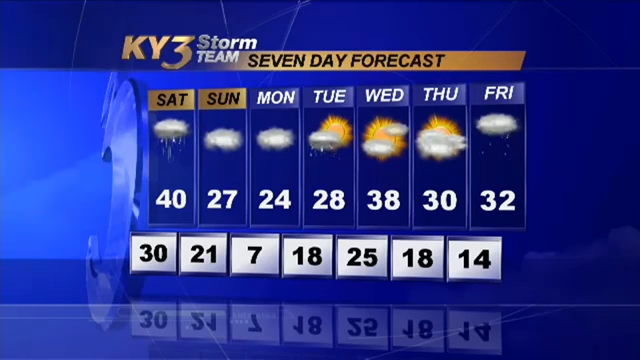 KY3 Storm TEAM SEVEN DAY FORECAST
SAT SUN MON TUE WED THU FRI
40 27 24 28 38 30 32
30 21 7 18 25 18 14